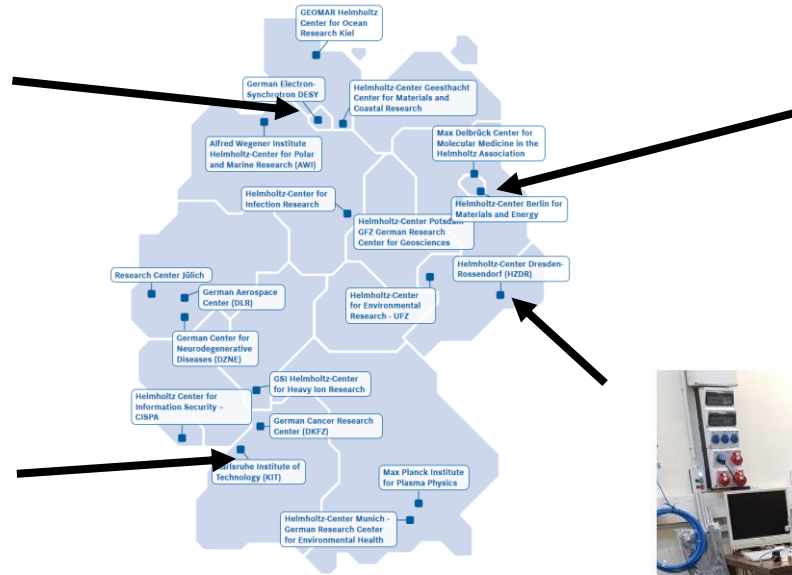 GEOMAR Helmholtz
Center for Ocean
Research Kiel
German Electron-
Synchrotron DESY
Helmholtz-Center Geesthacht
Center for Materials and
Coastal Research
Alfred Wegener Institute
Helmholtz-Center for Polar
and Marine Research (AWI)
Max Delbrück Center for
Molecular Medicine in the
Helmholtz Association
Helmholtz-Center for
Infection Research
Helmholtz-Center Berlin for
Materials and Energy
Helmholtz-Center Potsdam
GFZ German Research
Center for Geosciences
Research Center Jülich
German Aerospace
Center (DLR)
Helmholtz-Center Dresden-
Rossendorf (HZDR)
Helmholtz-Center
for Environmental
Research - UFZ
German Center for
Neurodegenerative
Diseases (DZNE)
GSI Helmholtz-Center
for Heavy Ion Research
Helmholtz Center for
Information Security –
CISPA
German Cancer Research
Center (DKFZ)
Karlsruhe Institute of
Technology (KIT)
Max Planck Institute
for Plasma Physics
Helmholtz-Center Munich -
German Research Center
for Environmental Health